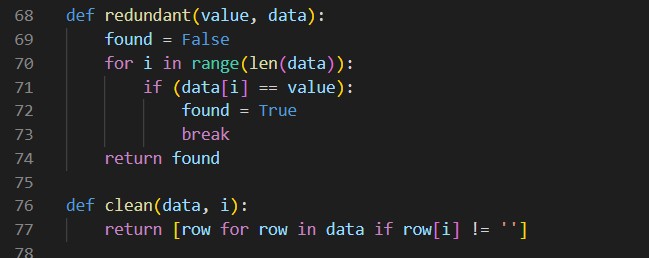 68 def redundant(value, data):
69     found = False
70     for i in range(len(data)):
71         if (data[i] == value):
72             found = True
73             break
74     return found
75
76 def clean(data, i):
77     return [row for row in data if row[i] != '']
78